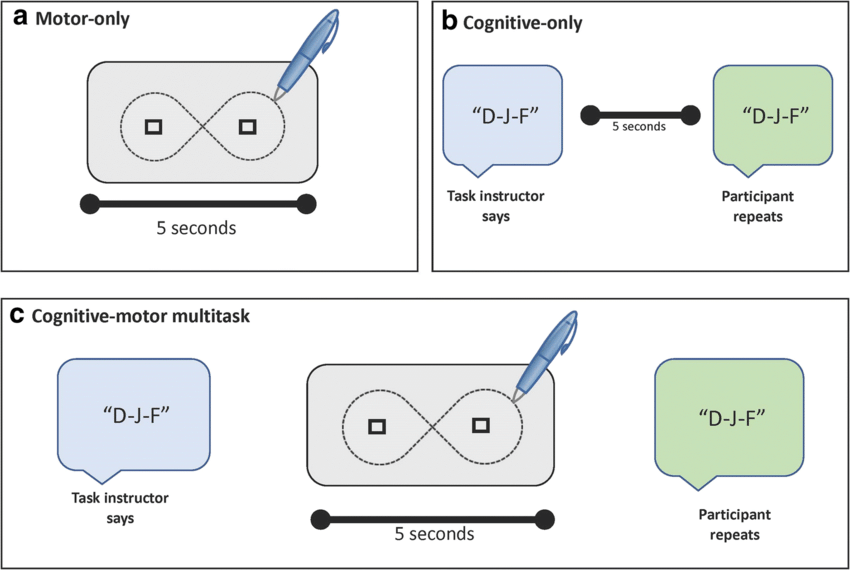 a Motor-only
5 seconds
b Cognitive-only
“D-J-F”
5 seconds
“D-J-F”
Task instructor
says
Participant
repeats
c Cognitive-motor multitask
“D-J-F”
Task instructor
says
5 seconds
“D-J-F”
Participant
repeats